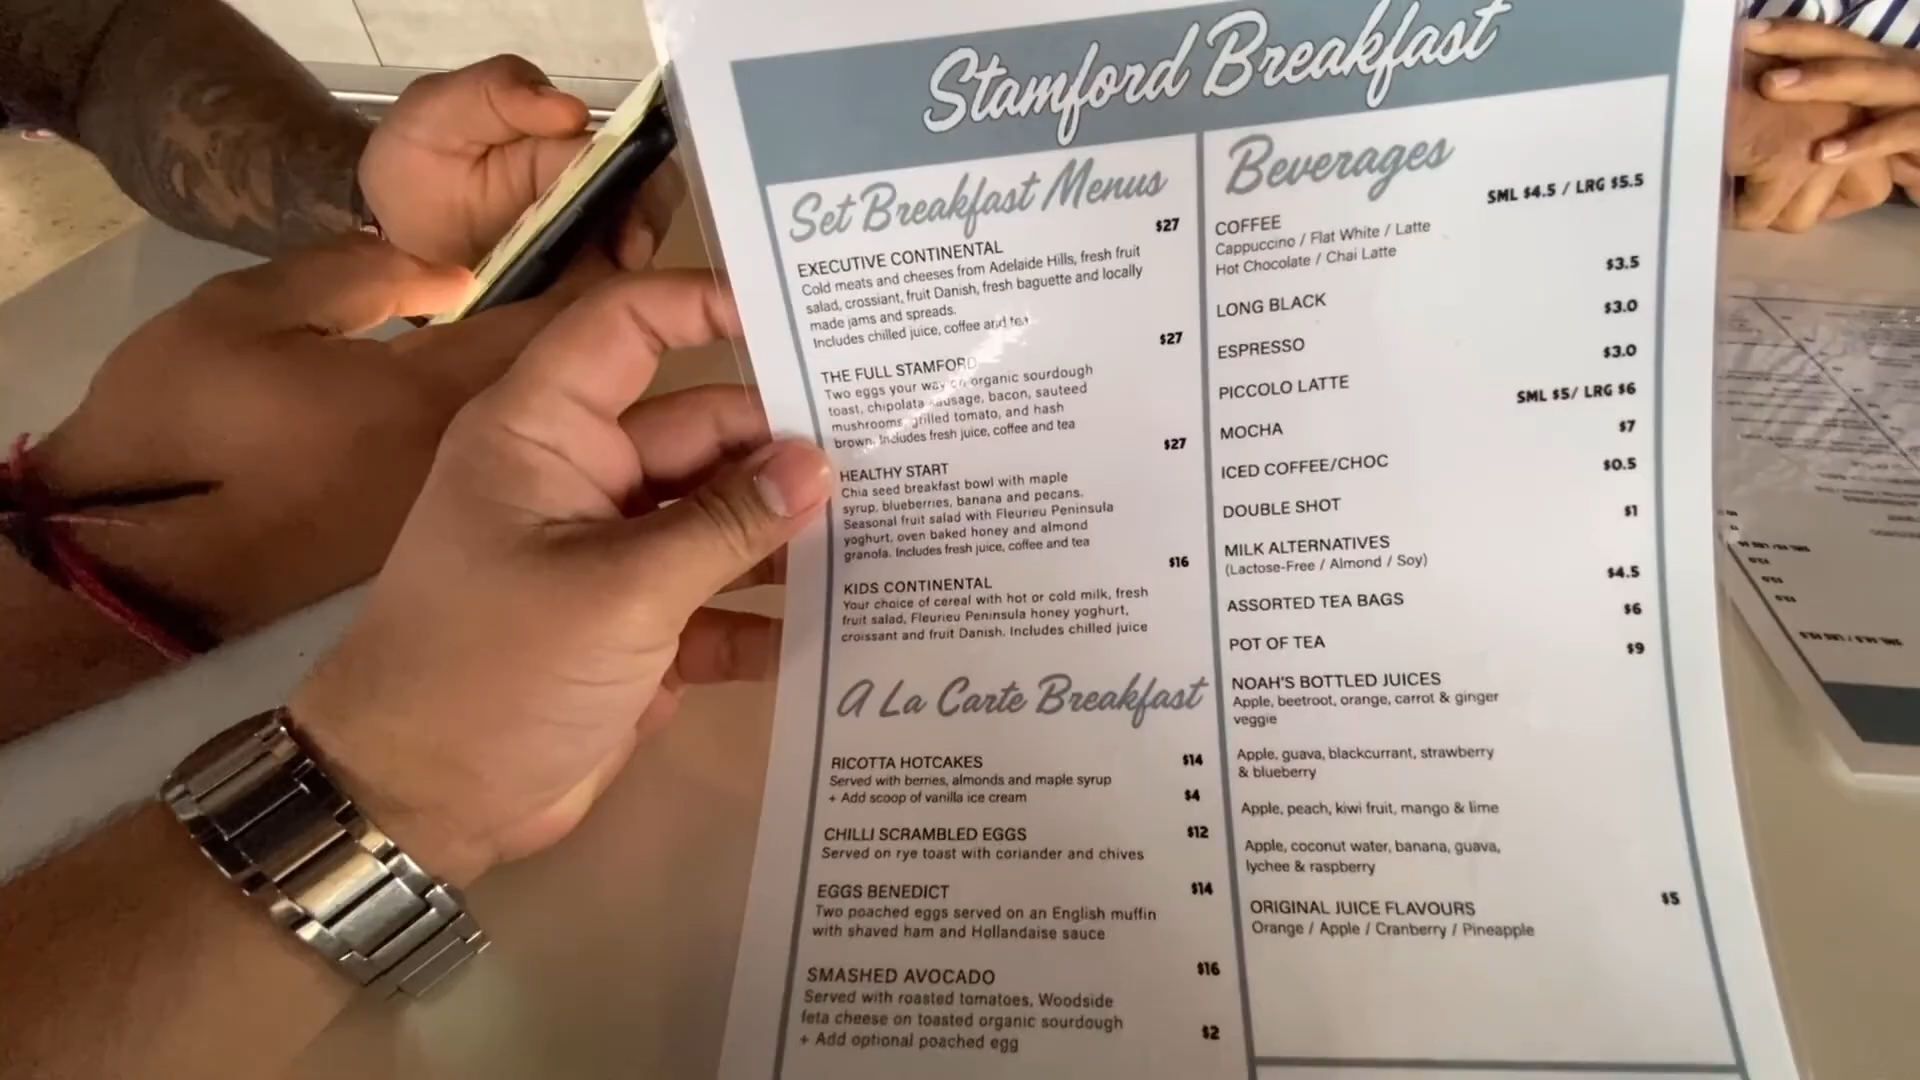 Stamford Breakfast
Set Breakfast Menus
$27
EXECUTIVE CONTINENTAL
Cold meats and cheeses from Adelaide Hills, fresh fruit
salad, crossiant, fruit Danish, fresh baguette and locally
made jams and spreads.
Includes chilled juice, coffee and tea
$27
THE FULL STAMFORD
Two eggs your way on organic sourdough
toast, chipolata sausage, bacon, sauteed
mushrooms, grilled tomato, and hash
brown. Includes fresh juice, coffee and tea
$27
HEALTHY START
Chia seed breakfast bowl with maple
syrup, blueberries, banana and pecans.
Seasonal fruit salad with Fleurieu Peninsula
yoghurt, oven baked honey and almond
granola. Includes fresh juice, coffee and tea
$16
KIDS CONTINENTAL
Your choice of cereal with hot or cold milk, fresh
fruit salad, Fleurieu Peninsula honey yoghurt,
croissant and fruit Danish. Includes chilled juice
A La Carte Breakfast
RICOTTA HOTCAKES $14
Served with berries, almonds and maple syrup
+ Add scoop of vanilla ice cream $4
CHILLI SCRAMBLED EGGS $12
Served on rye toast with coriander and chives
EGGS BENEDICT $14
Two poached eggs served on an English muffin
with shaved ham and Hollandaise sauce
SMASHED AVOCADO $16
Served with roasted tomatoes, Woodside
feta cheese on toasted organic sourdough
+ Add optional poached egg $2
Beverages
SML $4.5 / LRG $5.5
COFFEE
Cappuccino / Flat White / Latte
Hot Chocolate / Chai Latte
$3.5
LONG BLACK
$3.0
ESPRESSO
$3.0
PICCOLO LATTE
SML $5/ LRG $6
MOCHA
$7
ICED COFFEE/CHOC
$0.5
DOUBLE SHOT
$1
MILK ALTERNATIVES
(Lactose-Free / Almond / Soy)
$4.5
ASSORTED TEA BAGS
$6
POT OF TEA
$9
NOAH'S BOTTLED JUICES
Apple, beetroot, orange, carrot & ginger
veggie
Apple, guava, blackcurrant, strawberry
& blueberry
Apple, peach, kiwi fruit, mango & lime
Apple, coconut water, banana, guava,
lychee & raspberry
$5
ORIGINAL JUICE FLAVOURS
Orange / Apple / Cranberry / Pineapple